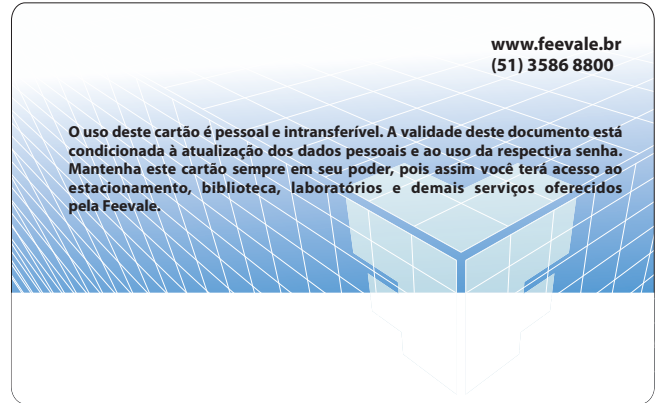 www.feevale.br
(51) 3586 8800
O uso deste cartão é pessoal e intransferível. A validade deste documento está
condicionada à atualização dos dados pessoais e ao uso da respectiva senha.
Mantenha este cartão sempre em seu poder, pois assim você terá acesso ao
estacionamento, biblioteca, laboratórios e demais serviços oferecidos
pela Feevale.